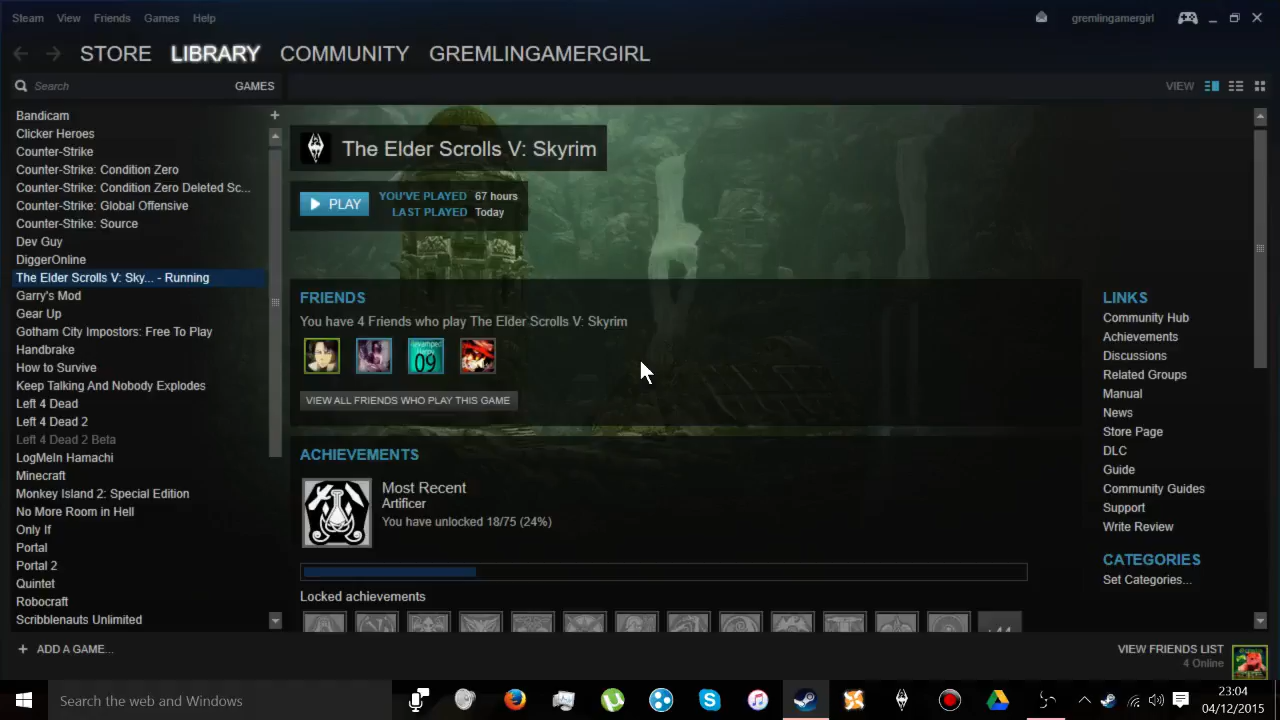 Steam View Friends Games Help gremlingamergirl
STORE LIBRARY COMMUNITY GREMLINGAMERGIRL
Search GAMES VIEW
Bandicam
Clicker Heroes
Counter-Strike
Counter-Strike: Condition Zero
Counter-Strike: Condition Zero Deleted Sc...
Counter-Strike: Global Offensive
Counter-Strike: Source
Dev Guy
DiggerOnline
The Elder Scrolls V: Sky... - Running
Garry's Mod
Gear Up
Gotham City Impostors: Free To Play
Handbrake
How to Survive
Keep Talking And Nobody Explodes
Left 4 Dead
Left 4 Dead 2
Left 4 Dead 2 Beta
LogMeIn Hamachi
Minecraft
Monkey Island 2: Special Edition
No More Room in Hell
Only If
Portal
Portal 2
Quintet
Robocraft
Scribblenauts Unlimited
+ ADD A GAME...
The Elder Scrolls V: Skyrim
PLAY
YOU'VE PLAYED 67 hours
LAST PLAYED Today
FRIENDS
You have 4 Friends who play The Elder Scrolls V: Skyrim
09
VIEW ALL FRIENDS WHO PLAY THIS GAME
ACHIEVEMENTS
Most Recent
Artificer
You have unlocked 18/75 (24%)
Locked achievements
LINKS
Community Hub
Achievements
Discussions
Related Groups
Manual
News
Store Page
DLC
Guide
Community Guides
Support
Write Review
CATEGORIES
Set Categories...
VIEW FRIENDS LIST
4 Online
Search the web and Windows
23:04
04/12/2015